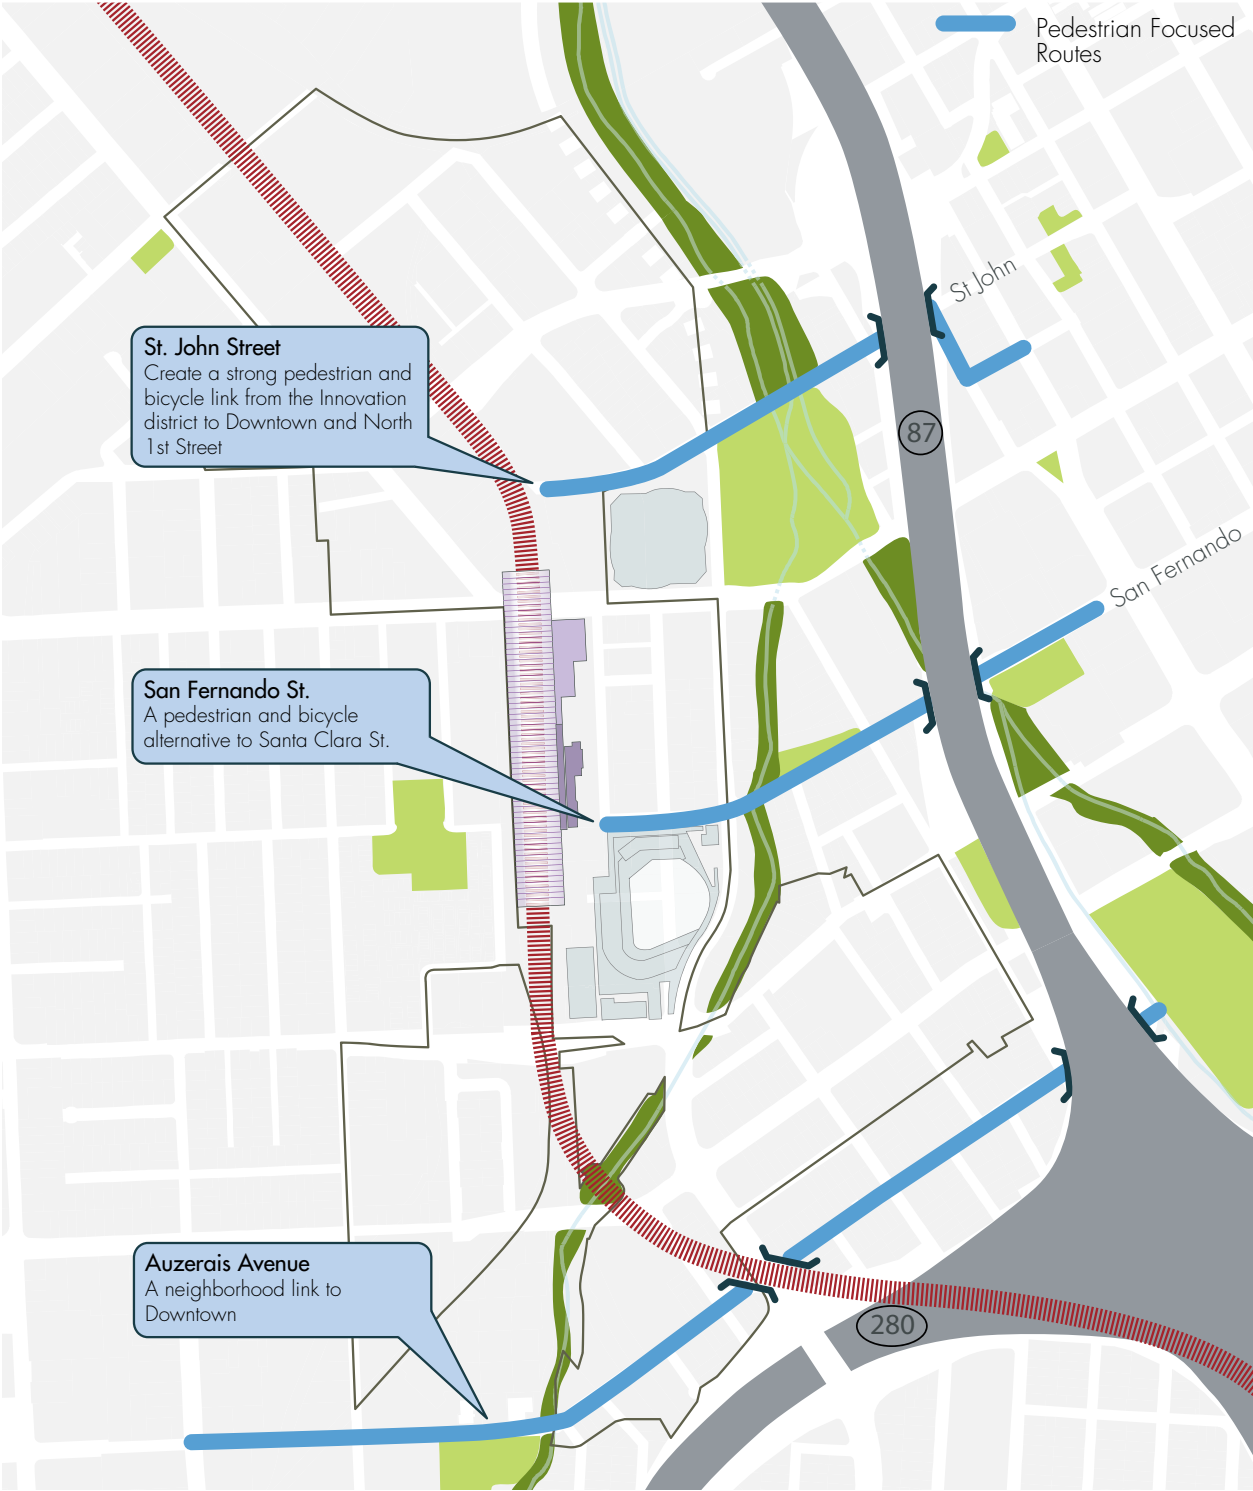 Pedestrian Focused
Routes
St John
St. John Street
Create a strong pedestrian and
bicycle link from the Innovation
district to Downtown and North
1st Street
87
San Fernando
San Fernando St.
A pedestrian and bicycle
alternative to Santa Clara St.
Auzerais Avenue
A neighborhood link to
Downtown
280